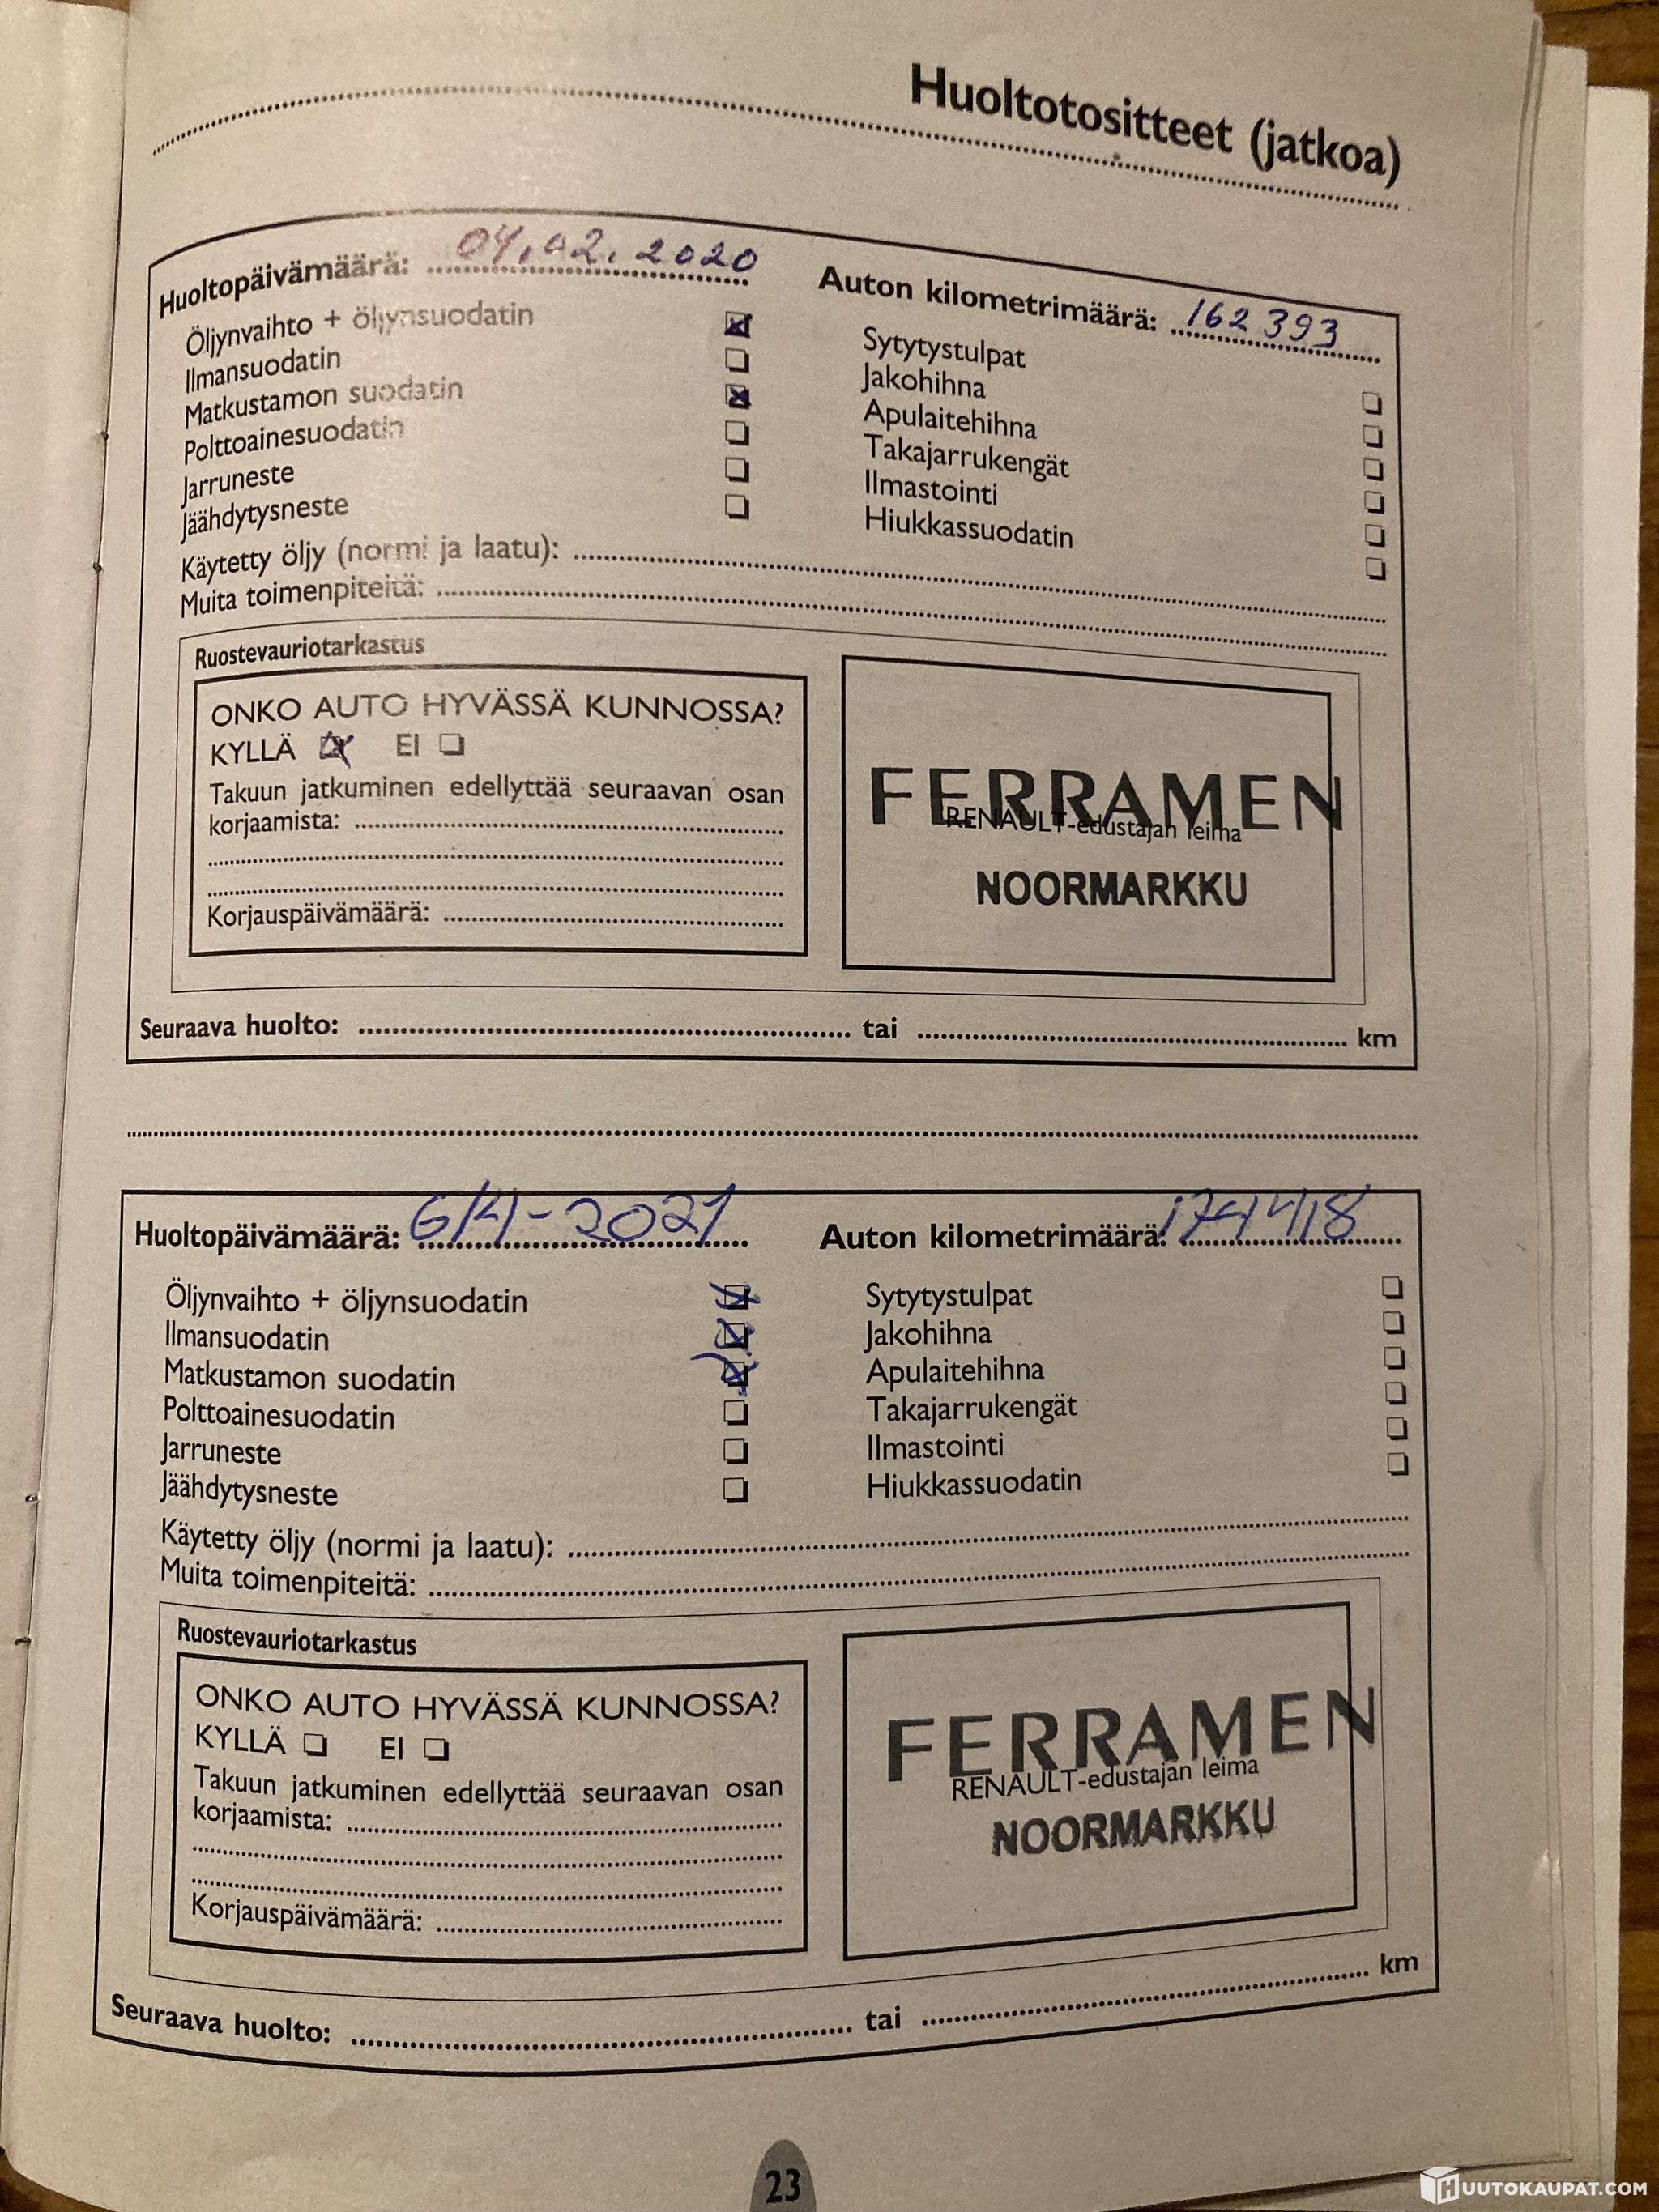 Huoltotositteet (jatkoa)
Huoltopäivämäärä: 04.02.2020 Auton kilometrimäärä: 162 393
Öljynvaihto + öljynsuodatin Sytytystulpat
Ilmansuodatin Jakohihna
Matkustamon suodatin Apulaitehihna
Polttoainesuodatin Takajarrukengät
Jarruneste Ilmastointi
Jäähdytysneste Hiukkassuodatin
Käytetty öljy (normi ja laatu):
Muita toimenpiteitä:
Ruostevauriotarkastus
ONKO AUTO HYVÄSSÄ KUNNOSSA?
KYLLÄ EI
Takuun jatkuminen edellyttää seuraavan osan
korjaamista:
Korjauspäivämäärä:
FERRAMEN
RENAULT-edustajan leima
NOORMARKKU
Seuraava huolto: tai km
Huoltopäivämäärä: 2021 Auton kilometrimäärä:
Öljynvaihto + öljynsuodatin Sytytystulpat
Ilmansuodatin Jakohihna
Matkustamon suodatin Apulaitehihna
Polttoainesuodatin Takajarrukengät
Jarruneste Ilmastointi
Jäähdytysneste Hiukkassuodatin
Käytetty öljy (normi ja laatu):
Muita toimenpiteitä:
Ruostevauriotarkastus
ONKO AUTO HYVÄSSÄ KUNNOSSA?
KYLLÄ EI
Takuun jatkuminen edellyttää seuraavan osan
korjaamista:
Korjauspäivämäärä:
FERRAMEN
RENAULT-edustajan leima
NOORMARKKU
Seuraava huolto: tai km
23
HUUTOKAUPAT.COM